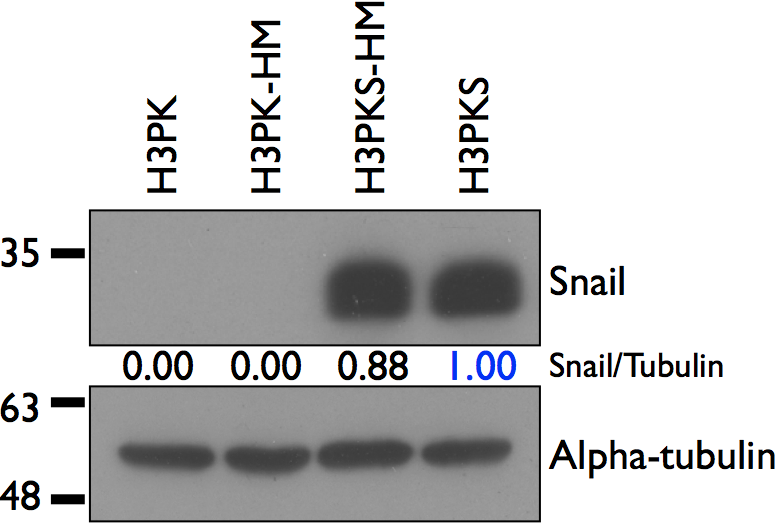 H3PK
H3PK-HM
H3PKS-HM
H3PKS
35
Snail
0.00 0.00 0.88 1.00 Snail/Tubulin
63
Alpha-tubulin
48